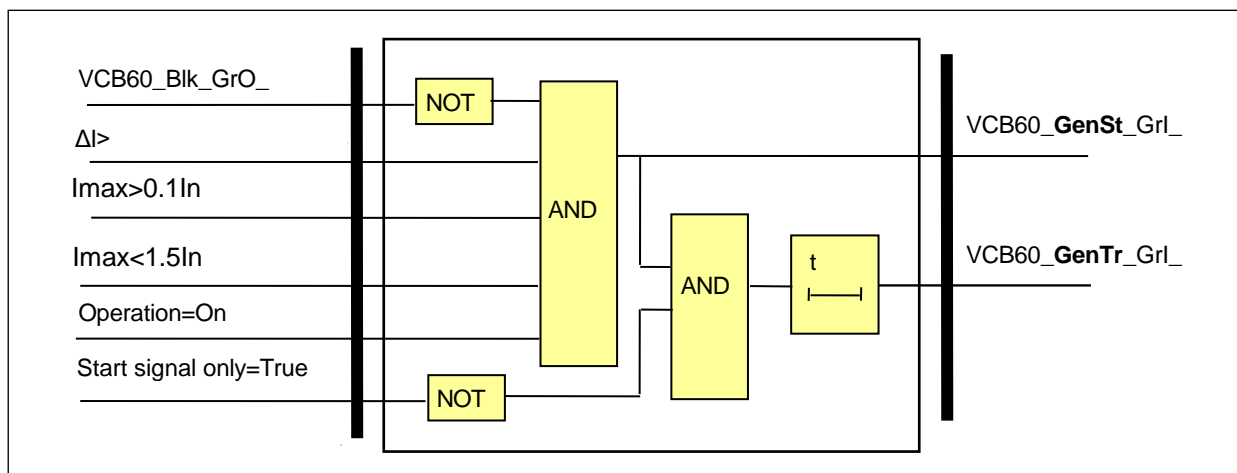 VCB60_Blk_GrO_
NOT
ΔI>
Imax>0.1In
AND
Imax<1.5In
Operation=On
Start signal only=True
NOT
AND
t
VCB60_GenSt_GrI_
VCB60_GenTr_GrI_